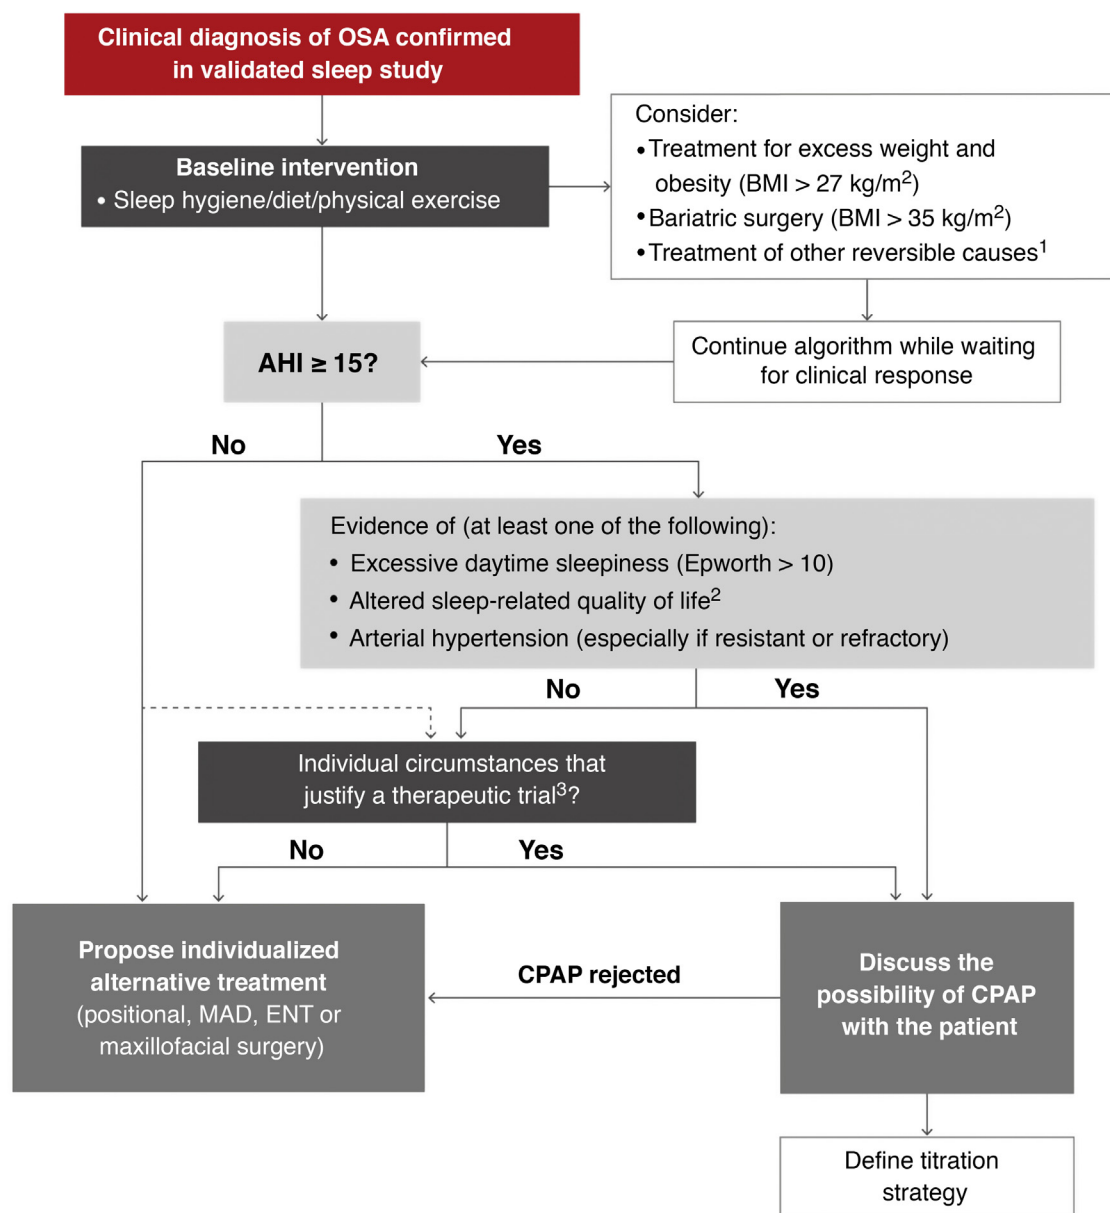 Clinical diagnosis of OSA confirmed
in validated sleep study
Baseline intervention
• Sleep hygiene/diet/physical exercise
Consider:
• Treatment for excess weight and
obesity (BMI > 27 kg/m²)
• Bariatric surgery (BMI > 35 kg/m²)
• Treatment of other reversible causes¹
Continue algorithm while waiting
for clinical response
AHI ≥ 15?
No
Yes
Evidence of (at least one of the following):
• Excessive daytime sleepiness (Epworth > 10)
• Altered sleep-related quality of life²
• Arterial hypertension (especially if resistant or refractory)
No
Yes
Individual circumstances that
justify a therapeutic trial³?
No
Yes
Propose individualized
alternative treatment
(positional, MAD, ENT or
maxillofacial surgery)
CPAP rejected
Discuss the
possibility of CPAP
with the patient
Define titration
strategy